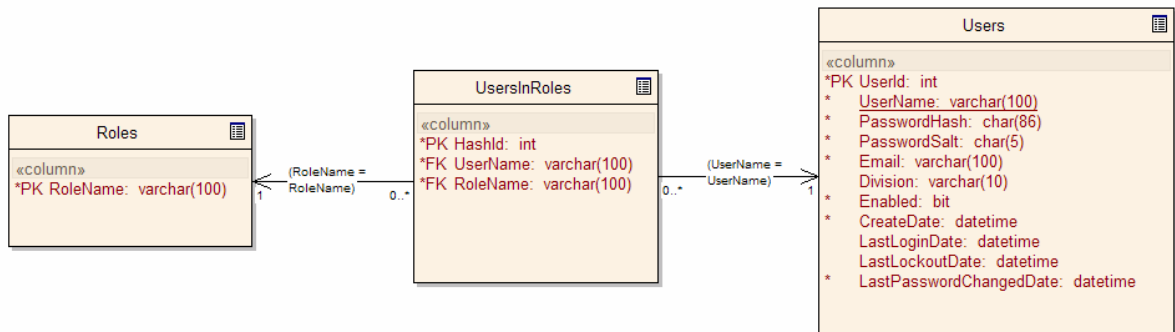 Roles
«column»
*PK RoleName: varchar(100)
(RoleName =
RoleName)
1
0..*
UsersInRoles
«column»
*PK HashId: int
*FK UserName: varchar(100)
*FK RoleName: varchar(100)
(UserName =
UserName)
0..*
1
Users
«column»
*PK UserId: int
* UserName: varchar(100)
* PasswordHash: char(86)
* PasswordSalt: char(5)
* Email: varchar(100)
Division: varchar(10)
* Enabled: bit
* CreateDate: datetime
LastLoginDate: datetime
LastLockoutDate: datetime
* LastPasswordChangedDate: datetime